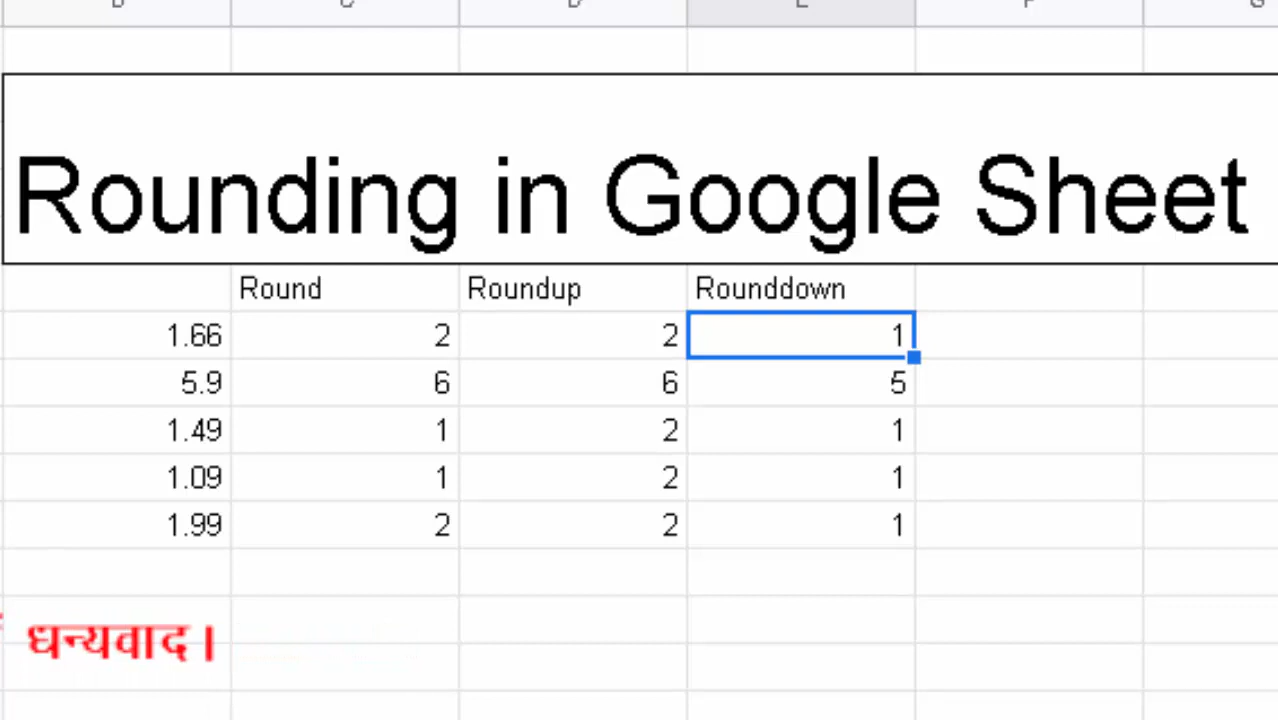 Rounding in Google Sheet
Round Roundup Rounddown
1.66 2 2 1
5.9 6 6 5
1.49 1 2 1
1.09 1 2 1
1.99 2 2 1
धन्यवाद।